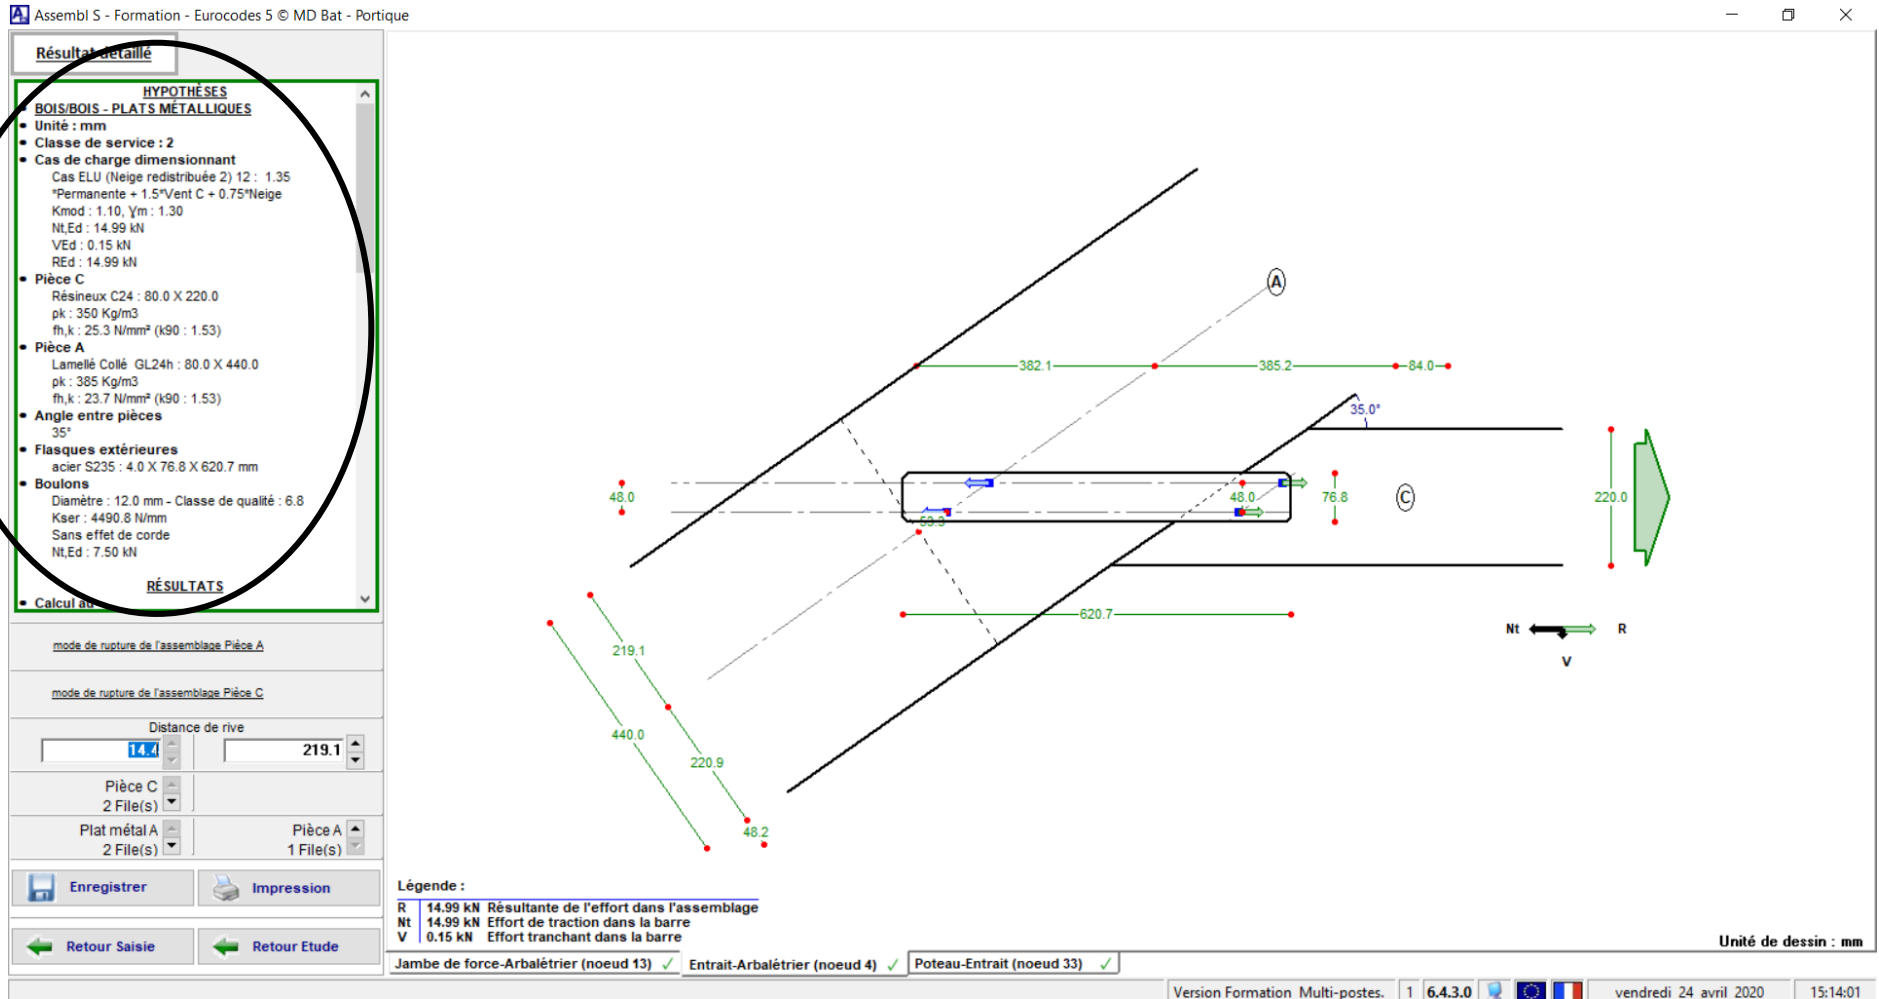 Assembl S - Formation - Eurocodes 5 © MD Bat - Portique
Résultat détaillé
HYPOTHÈSES
BOIS/BOIS - PLATS MÉTALLIQUES
Unité : mm
Classe de service : 2
Cas de charge dimensionnant
Cas ELU (Neige redistribuée 2) 12 : 1.35
*Permanente + 1.5*Vent C + 0.75*Neige
Kmod : 1.10, γm : 1.30
Nt,Ed : 14.99 kN
VEd : 0.15 kN
REd : 14.99 kN
Pièce C
Résineux C24 : 80.0 X 220.0
ρk : 350 Kg/m3
fh,k : 25.3 N/mm² (k90 : 1.53)
Pièce A
Lamellé Collé GL24h : 80.0 X 440.0
ρk : 385 Kg/m3
fh,k : 23.7 N/mm² (k90 : 1.53)
Angle entre pièces
35°
Flasques extérieures
acier S235 : 4.0 X 76.8 X 620.7 mm
Boulons
Diamètre : 12.0 mm - Classe de qualité : 6.8
Kser : 4490.8 N/mm
Sans effet de corde
Nt,Ed : 7.50 kN
RÉSULTATS
Calcul au
mode de rupture de l'assemblage Pièce A
mode de rupture de l'assemblage Pièce C
Distance de rive
14.4 219.1
Pièce C
2 File(s)
Plat métal A Pièce A
2 File(s) 1 File(s)
Enregistrer Impression
Retour Saisie Retour Etude
A
382.1 385.2 84.0
35.0°
48.0 48.0 76.8 C 220.0
53.3
620.7
Nt R
V
219.1
440.0
220.9
48.2
Légende :
R 14.99 kN Résultante de l'effort dans l'assemblage
Nt 14.99 kN Effort de traction dans la barre
V 0.15 kN Effort tranchant dans la barre
Unité de dessin : mm
Jambe de force-Arbalétrier (noeud 13) ✓ Entrait-Arbalétrier (noeud 4) ✓ Poteau-Entrait (noeud 33) ✓
Version Formation Multi-postes. 1 6.4.3.0 vendredi 24 avril 2020 15:14:01